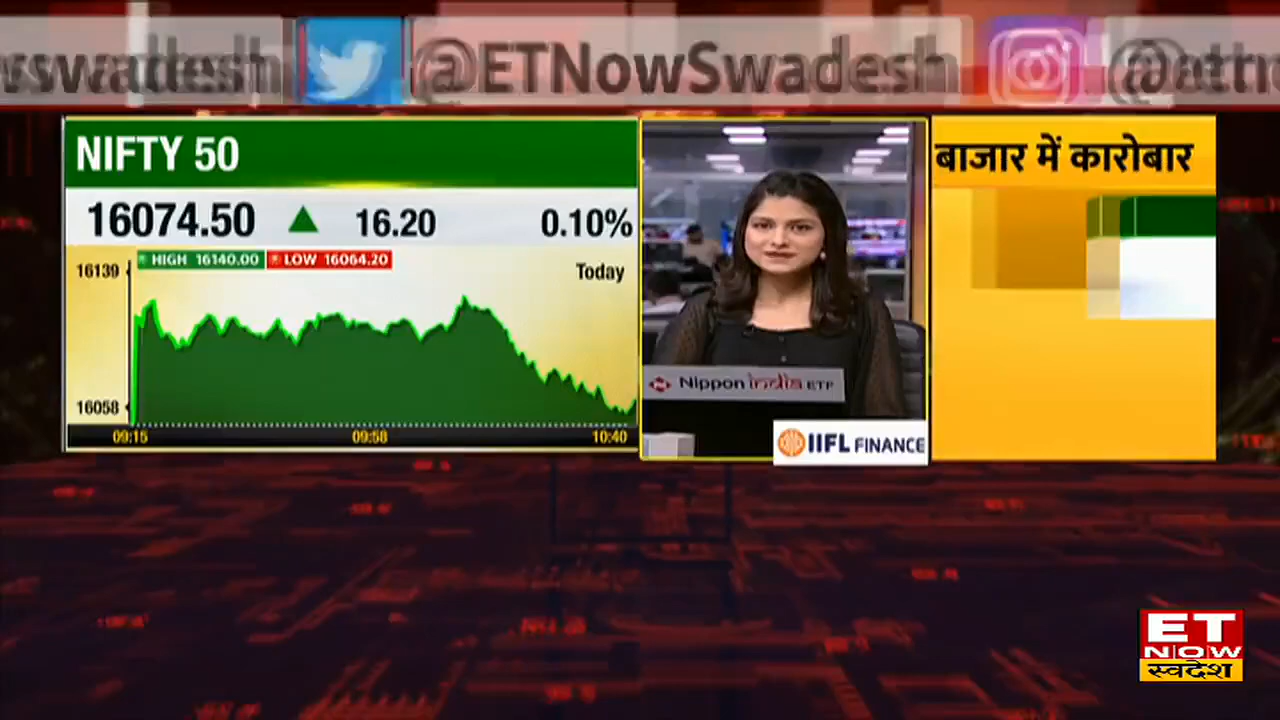 @ETNowSwadesh
NIFTY 50
16074.50 ▲ 16.20 0.10%
HIGH 16140.00 LOW 16064.20
Today
16139
16058
09:15 09:58 10:40
Nippon india ETF
IIFL FINANCE
बाजार में कारोबार
ET
NOW
स्वदेश